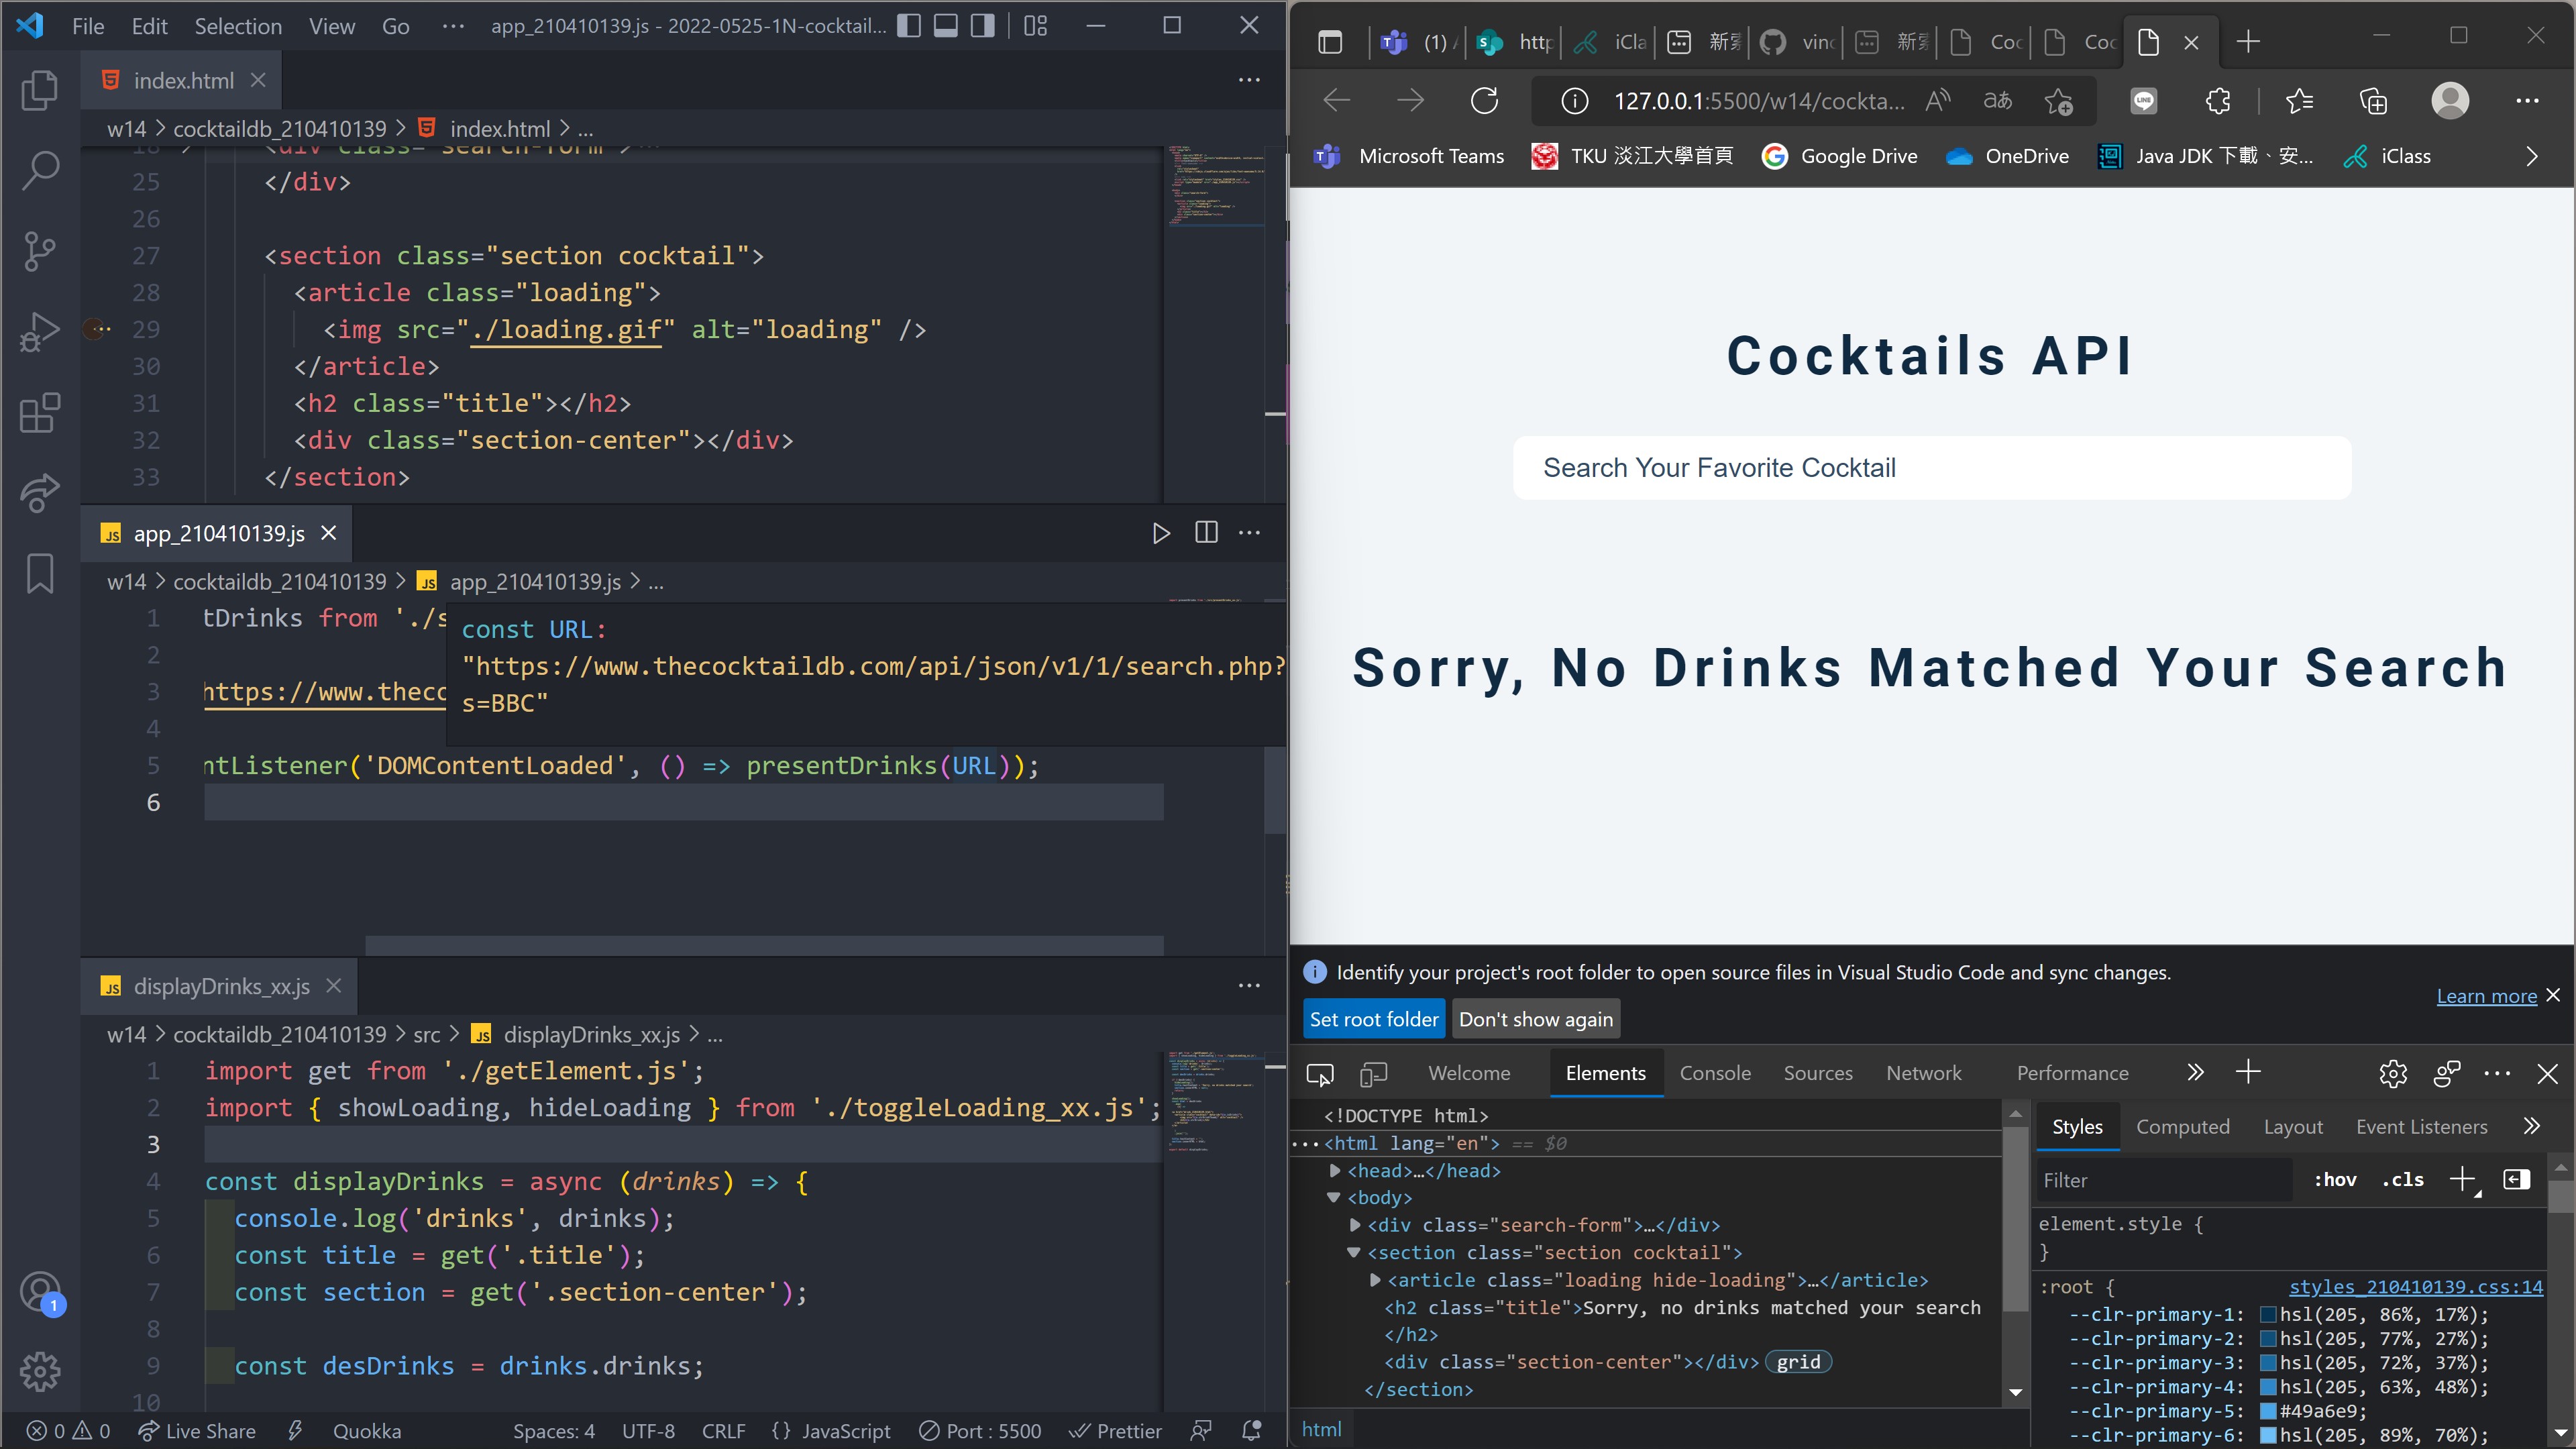 File Edit Selection View Go ··· app_210410139.js - 2022-0525-1N-cocktail...
index.html
w14 > cocktaildb_210410139 > index.html > ...
18 <div class="search-form">...
25 </div>
26
27 <section class="section cocktail">
28 <article class="loading">
29 <img src="./loading.gif" alt="loading" />
30 </article>
31 <h2 class="title"></h2>
32 <div class="section-center"></div>
33 </section>
JS app_210410139.js
w14 > cocktaildb_210410139 > JS app_210410139.js > ...
1 tDrinks from './s
2
3 https://www.theco
4
const URL:
"https://www.thecocktaildb.com/api/json/v1/1/search.php?
s=BBC"
5 ntListener('DOMContentLoaded', () => presentDrinks(URL));
6
JS displayDrinks_xx.js
w14 > cocktaildb_210410139 > src > JS displayDrinks_xx.js > ...
1 import get from './getElement.js';
2 import { showLoading, hideLoading } from './toggleLoading_xx.js';
3
4 const displayDrinks = async (drinks) => {
5 console.log('drinks', drinks);
6 const title = get('.title');
7 const section = get('.section-center');
8
9 const desDrinks = drinks.drinks;
10
1
0 0 Live Share Quokka Spaces: 4 UTF-8 CRLF {} JavaScript Port : 5500 Prettier
(1) http iCla 新索 vinc 新索 Coc Coc
127.0.0.1:5500/w14/cockta... aあ
Microsoft Teams TKU 淡江大學首頁 Google Drive OneDrive Java JDK 下載、安... iClass
Cocktails API
Search Your Favorite Cocktail
Sorry, No Drinks Matched Your Search
Identify your project's root folder to open source files in Visual Studio Code and sync changes.
Learn more
Set root folder Don't show again
Welcome Elements Console Sources Network Performance
<!DOCTYPE html>
···<html lang="en"> == $0
<head>…</head>
<body>
<div class="search-form">…</div>
<section class="section cocktail">
<article class="loading hide-loading">…</article>
<h2 class="title">Sorry, no drinks matched your search
</h2>
<div class="section-center"></div> grid
</section>
html
Styles Computed Layout Event Listeners
Filter :hov .cls
element.style {
}
:root { styles_210410139.css:14
--clr-primary-1: hsl(205, 86%, 17%);
--clr-primary-2: hsl(205, 77%, 27%);
--clr-primary-3: hsl(205, 72%, 37%);
--clr-primary-4: hsl(205, 63%, 48%);
--clr-primary-5: #49a6e9;
--clr-primary-6: hsl(205, 89%, 70%);